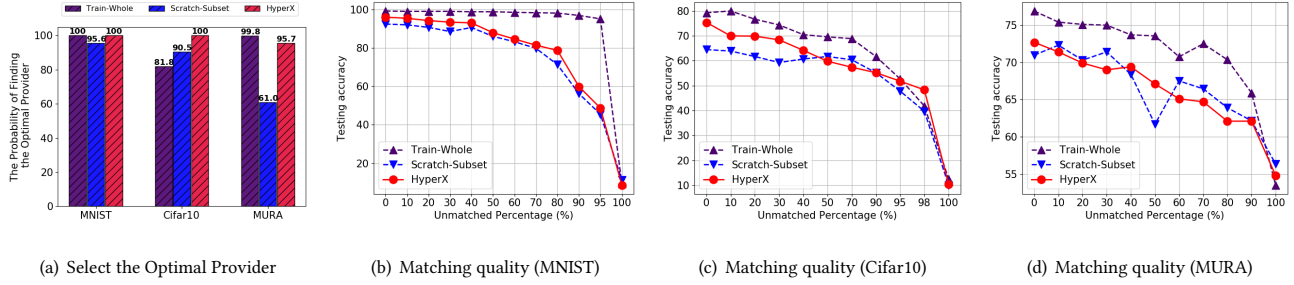 Train-Whole Scratch-Subset HyperX
The Probability of Finding
the Optimal Provider
100
80
60
40
20
0
100 95.6 100
81.8 90.5 100
99.8 61.0 95.7
MNIST Cifar10 MURA
(a) Select the Optimal Provider
Testing accuracy
100
80
60
40
20
Train-Whole
Scratch-Subset
HyperX
0 10 20 30 40 50 60 70 80 90 95 100
Unmatched Percentage (%)
(b) Matching quality (MNIST)
Testing accuracy
80
70
60
50
40
30
20
10
Train-Whole
Scratch-Subset
HyperX
0 10 20 30 40 50 70 90 95 98 100
Unmatched Percentage (%)
(c) Matching quality (Cifar10)
Testing accuracy
75
70
65
60
55
Train-Whole
Scratch-Subset
HyperX
0 10 20 30 40 50 60 70 80 90 100
Unmatched Percentage (%)
(d) Matching quality (MURA)